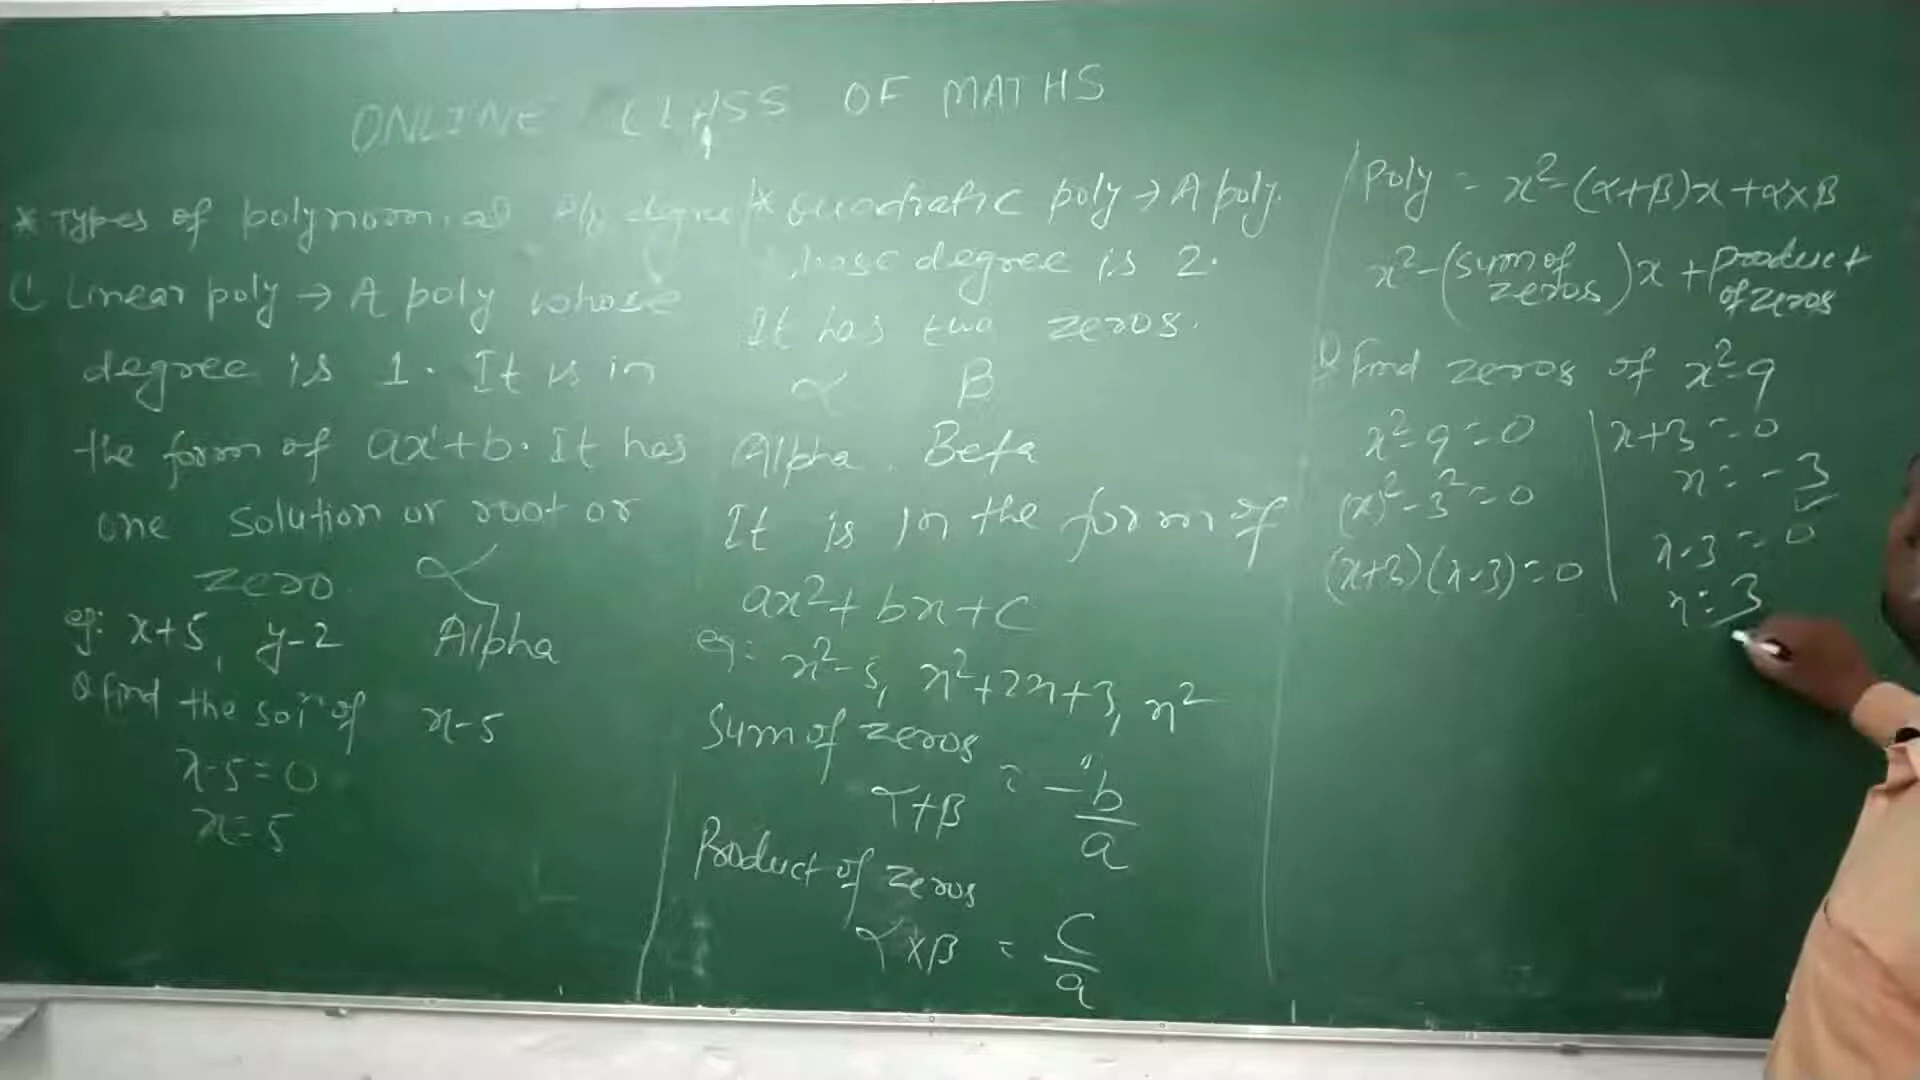 ONLINE CLASS OF MATHS
* Types of polynomial degree
Linear poly → A poly whose
degree is 1. It is in
the form of ax¹+b. It has
one solution or root or
zero α
eg: x+5, y-2 Alpha
Q find the solⁿ of x-5
x-5=0
x=5
* Quadratic poly → A poly.
whose degree is 2.
It has two zeros.
α β
Alpha Beta
It is in the form of
ax²+bx+c
eg: x²-5, x²+2x+3, x²
Sum of zeros
α+β = -b/a
Product of zeros
α×β = c/a
Poly = x²-(α+β)x+α×β
x²-(sum of zeros)x+product of zeros
Q find zeros of x²-9
x²-9=0
(x)²-3²=0
(x+3)(x-3)=0
x+3=0
x=-3
x-3=0
x=3